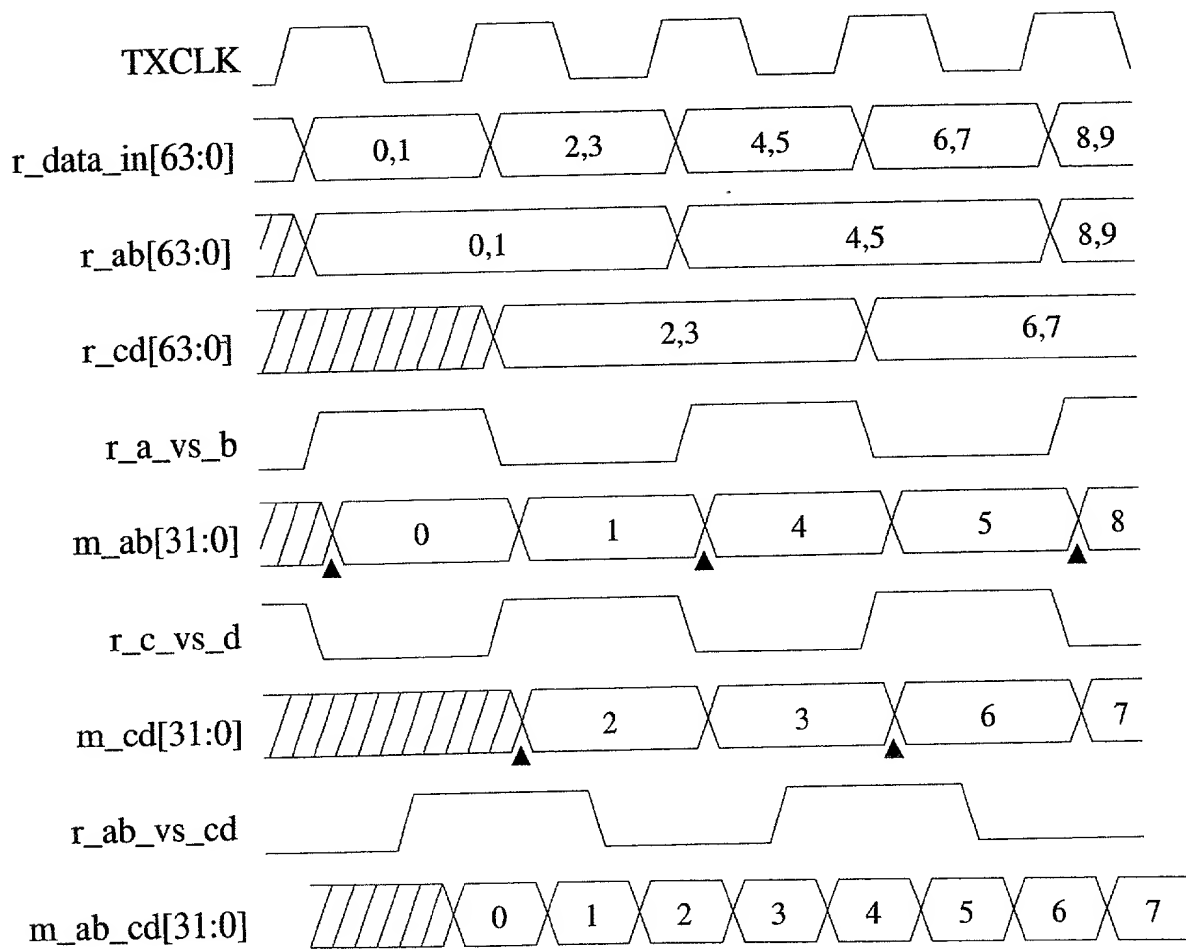 TXCLK
r_data_in[63:0] 0,1 2,3 4,5 6,7 8,9
r_ab[63:0] 0,1 4,5 8,9
r_cd[63:0] 2,3 6,7
r_a_vs_b
m_ab[31:0] 0 1 4 5 8
r_c_vs_d
m_cd[31:0] 2 3 6 7
r_ab_vs_cd
m_ab_cd[31:0] 0 1 2 3 4 5 6 7